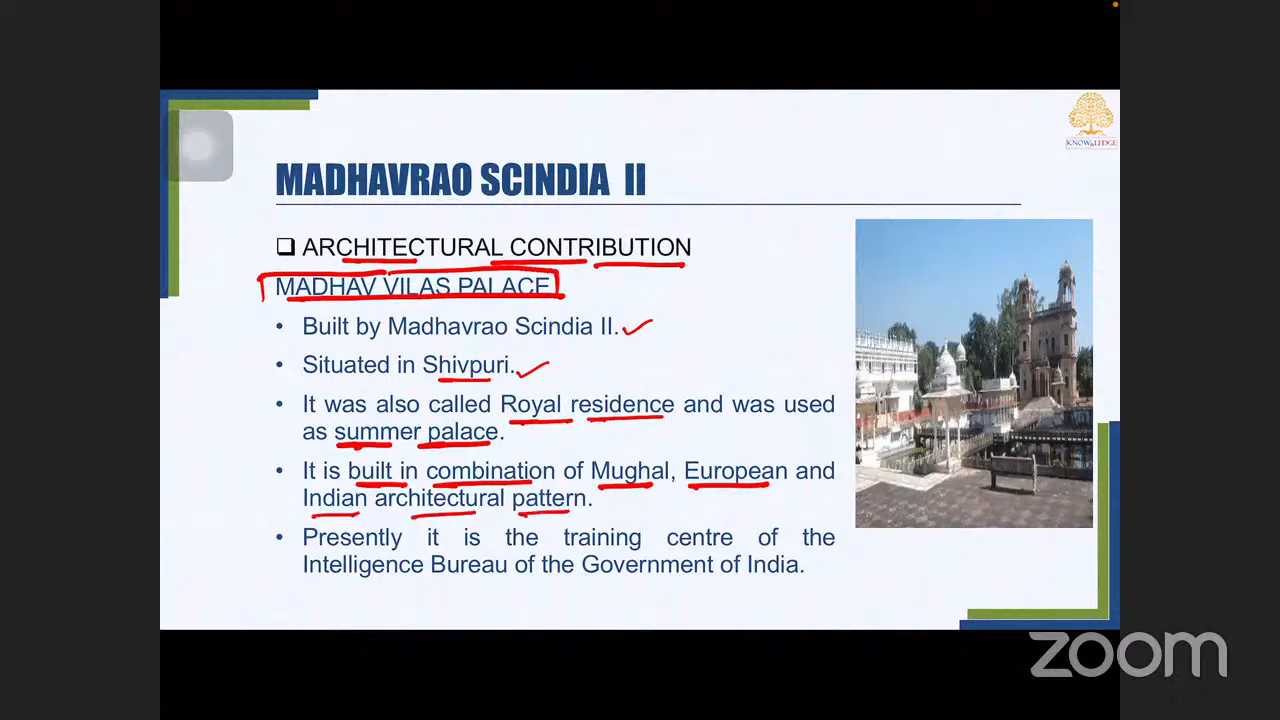 KNOWLEDGE
MADHAVRAO SCINDIA II
ARCHITECTURAL CONTRIBUTION
MADHAV VILAS PALACE
• Built by Madhavrao Scindia II.
• Situated in Shivpuri.
• It was also called Royal residence and was used
as summer palace.
• It is built in combination of Mughal, European and
Indian architectural pattern.
• Presently it is the training centre of the
Intelligence Bureau of the Government of India.
zoom